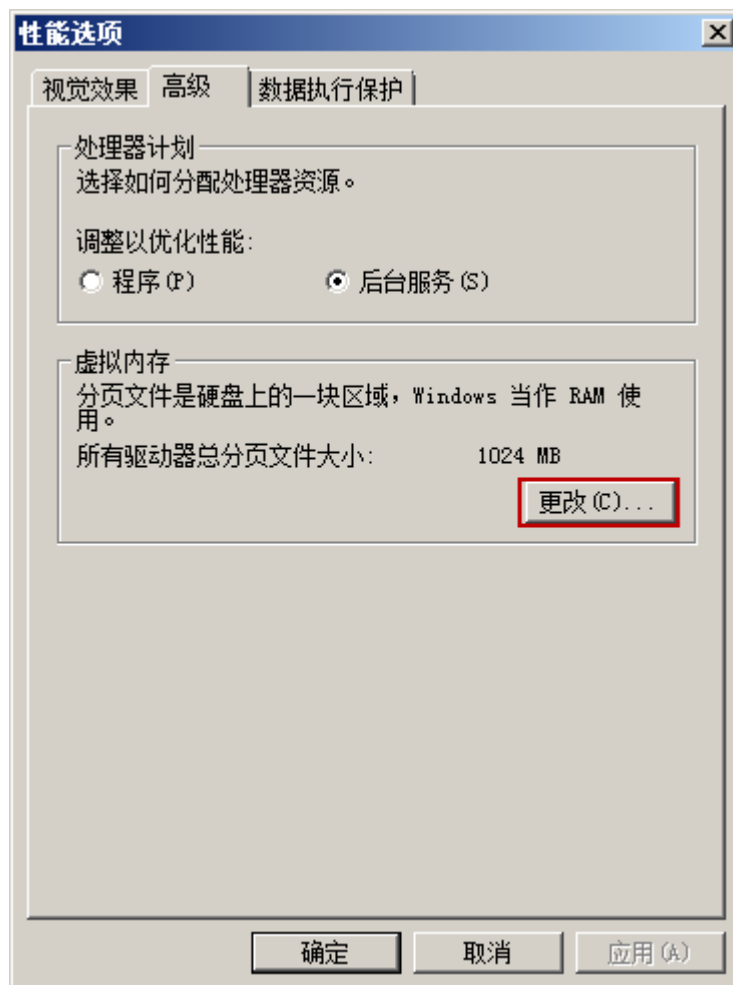 性能选项
视觉效果 高级 数据执行保护
处理器计划
选择如何分配处理器资源。
调整以优化性能:
程序(P) 后台服务(S)
虚拟内存
分页文件是硬盘上的一块区域，Windows 当作 RAM 使
用。
所有驱动器总分页文件大小: 1024 MB
更改(C)...
确定 取消 应用(A)